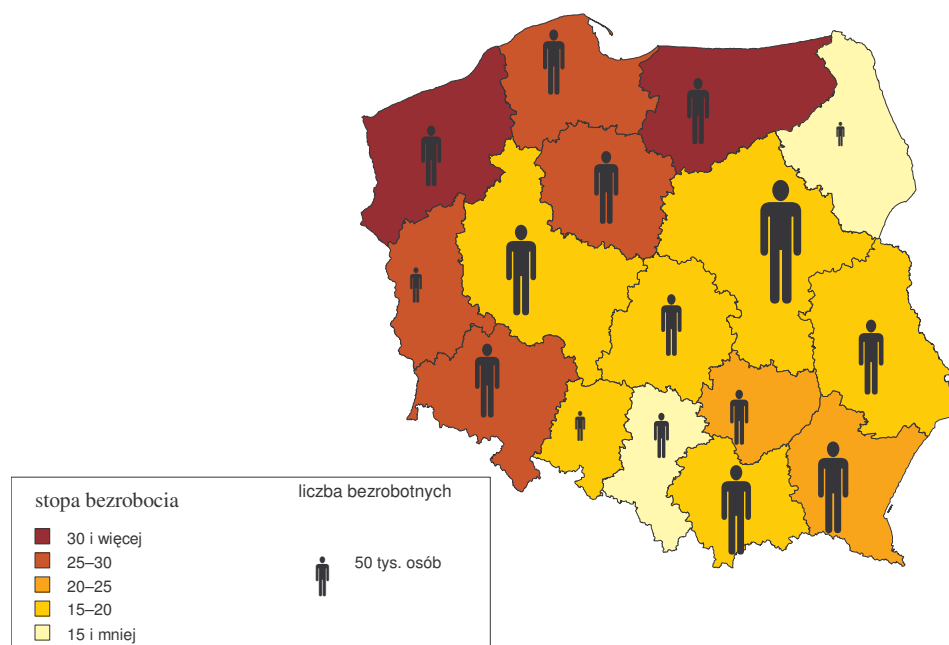 stopa bezrobocia
30 i więcej
25–30
20–25
15–20
15 i mniej
liczba bezrobotnych
50 tys. osób